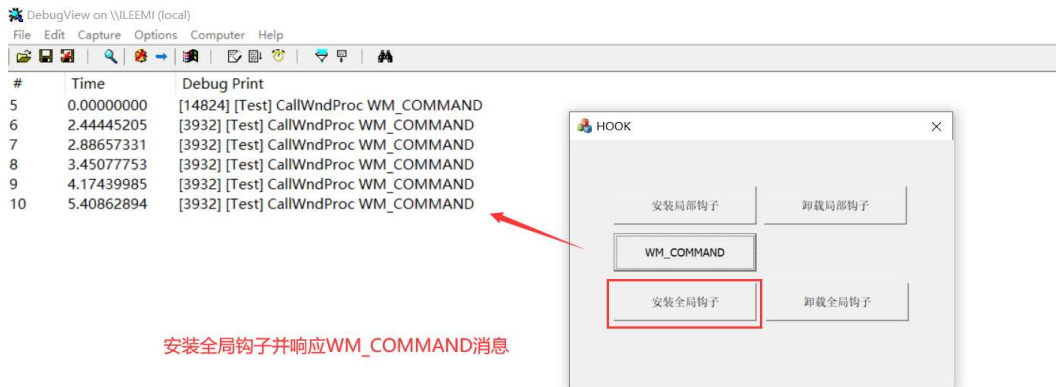 DebugView on \\ILEEMI (local)
File Edit Capture Options Computer Help
# Time Debug Print
5 0.00000000 [14824] [Test] CallWndProc WM_COMMAND
6 2.44445205 [3932] [Test] CallWndProc WM_COMMAND
7 2.88657331 [3932] [Test] CallWndProc WM_COMMAND
8 3.45077753 [3932] [Test] CallWndProc WM_COMMAND
9 4.17439985 [3932] [Test] CallWndProc WM_COMMAND
10 5.40862894 [3932] [Test] CallWndProc WM_COMMAND
HOOK
安装局部钩子 卸载局部钩子
WM_COMMAND
安装全局钩子 卸载全局钩子
安装全局钩子并响应WM_COMMAND消息